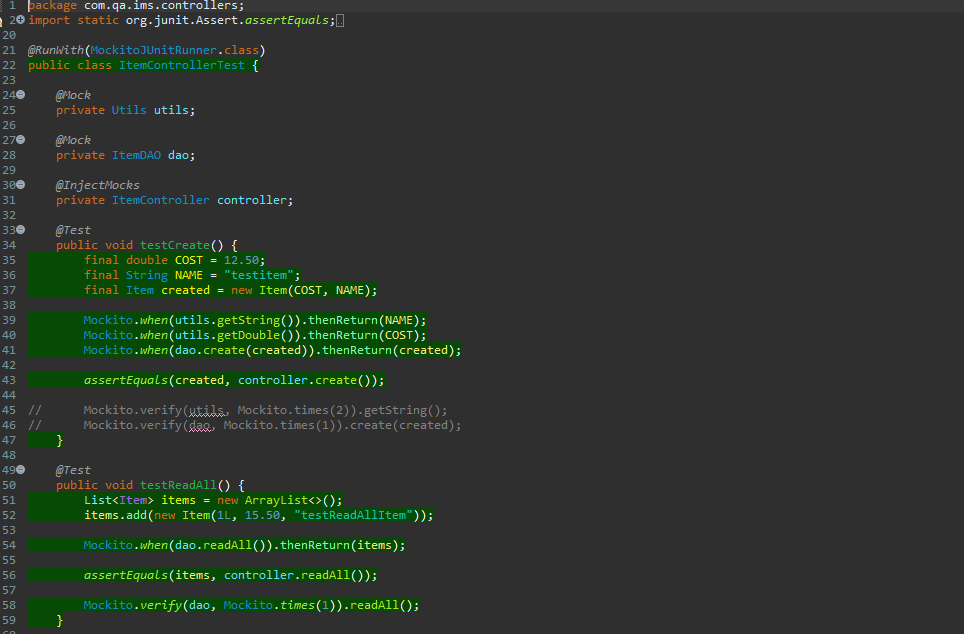 1 package com.qa.ims.controllers;
2 import static org.junit.Assert.assertEquals;
20
21 @RunWith(MockitoJUnitRunner.class)
22 public class ItemControllerTest {
23
24 @Mock
25 private Utils utils;
26
27 @Mock
28 private ItemDAO dao;
29
30 @InjectMocks
31 private ItemController controller;
32
33 @Test
34 public void testCreate() {
35 final double COST = 12.50;
36 final String NAME = "testitem";
37 final Item created = new Item(COST, NAME);
38
39 Mockito.when(utils.getString()).thenReturn(NAME);
40 Mockito.when(utils.getDouble()).thenReturn(COST);
41 Mockito.when(dao.create(created)).thenReturn(created);
42
43 assertEquals(created, controller.create());
44
45 // Mockito.verify(utils, Mockito.times(2)).getString();
46 // Mockito.verify(dao, Mockito.times(1)).create(created);
47 }
48
49 @Test
50 public void testReadAll() {
51 List<Item> items = new ArrayList<>();
52 items.add(new Item(1L, 15.50, "testReadAllItem"));
53
54 Mockito.when(dao.readAll()).thenReturn(items);
55
56 assertEquals(items, controller.readAll());
57
58 Mockito.verify(dao, Mockito.times(1)).readAll();
59 }